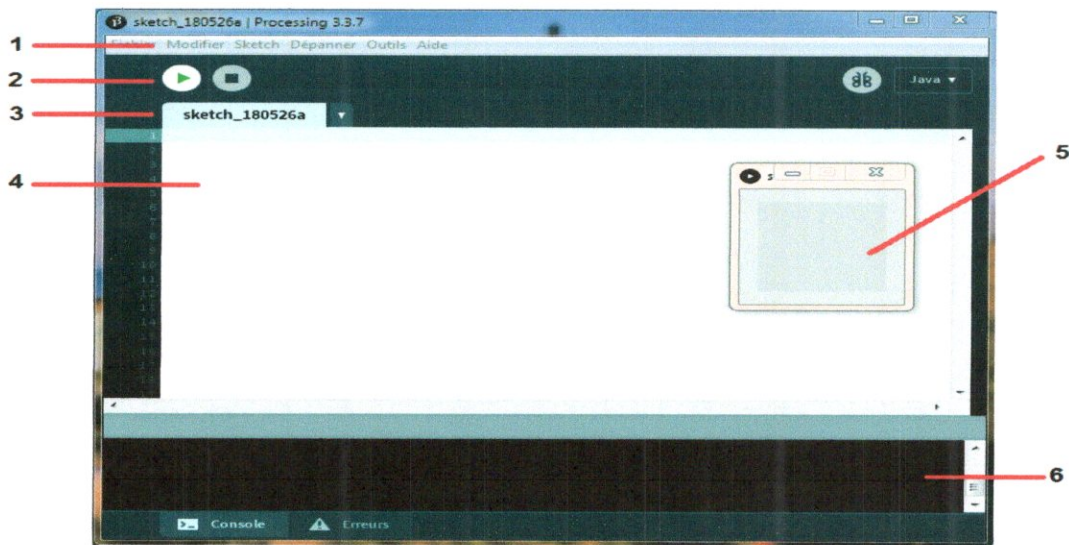 sketch_180526a | Processing 3.3.7
1
Fichier Modifier Sketch Dépanner Outils Aide
2
Java
3
sketch_180526a
4
5
6
Console Erreurs